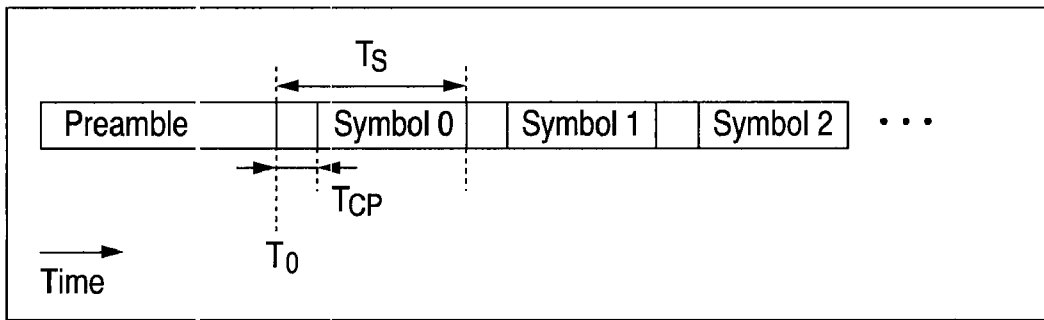 T_S
Preamble Symbol 0 Symbol 1 Symbol 2 • • •
T_CP
T_0
Time